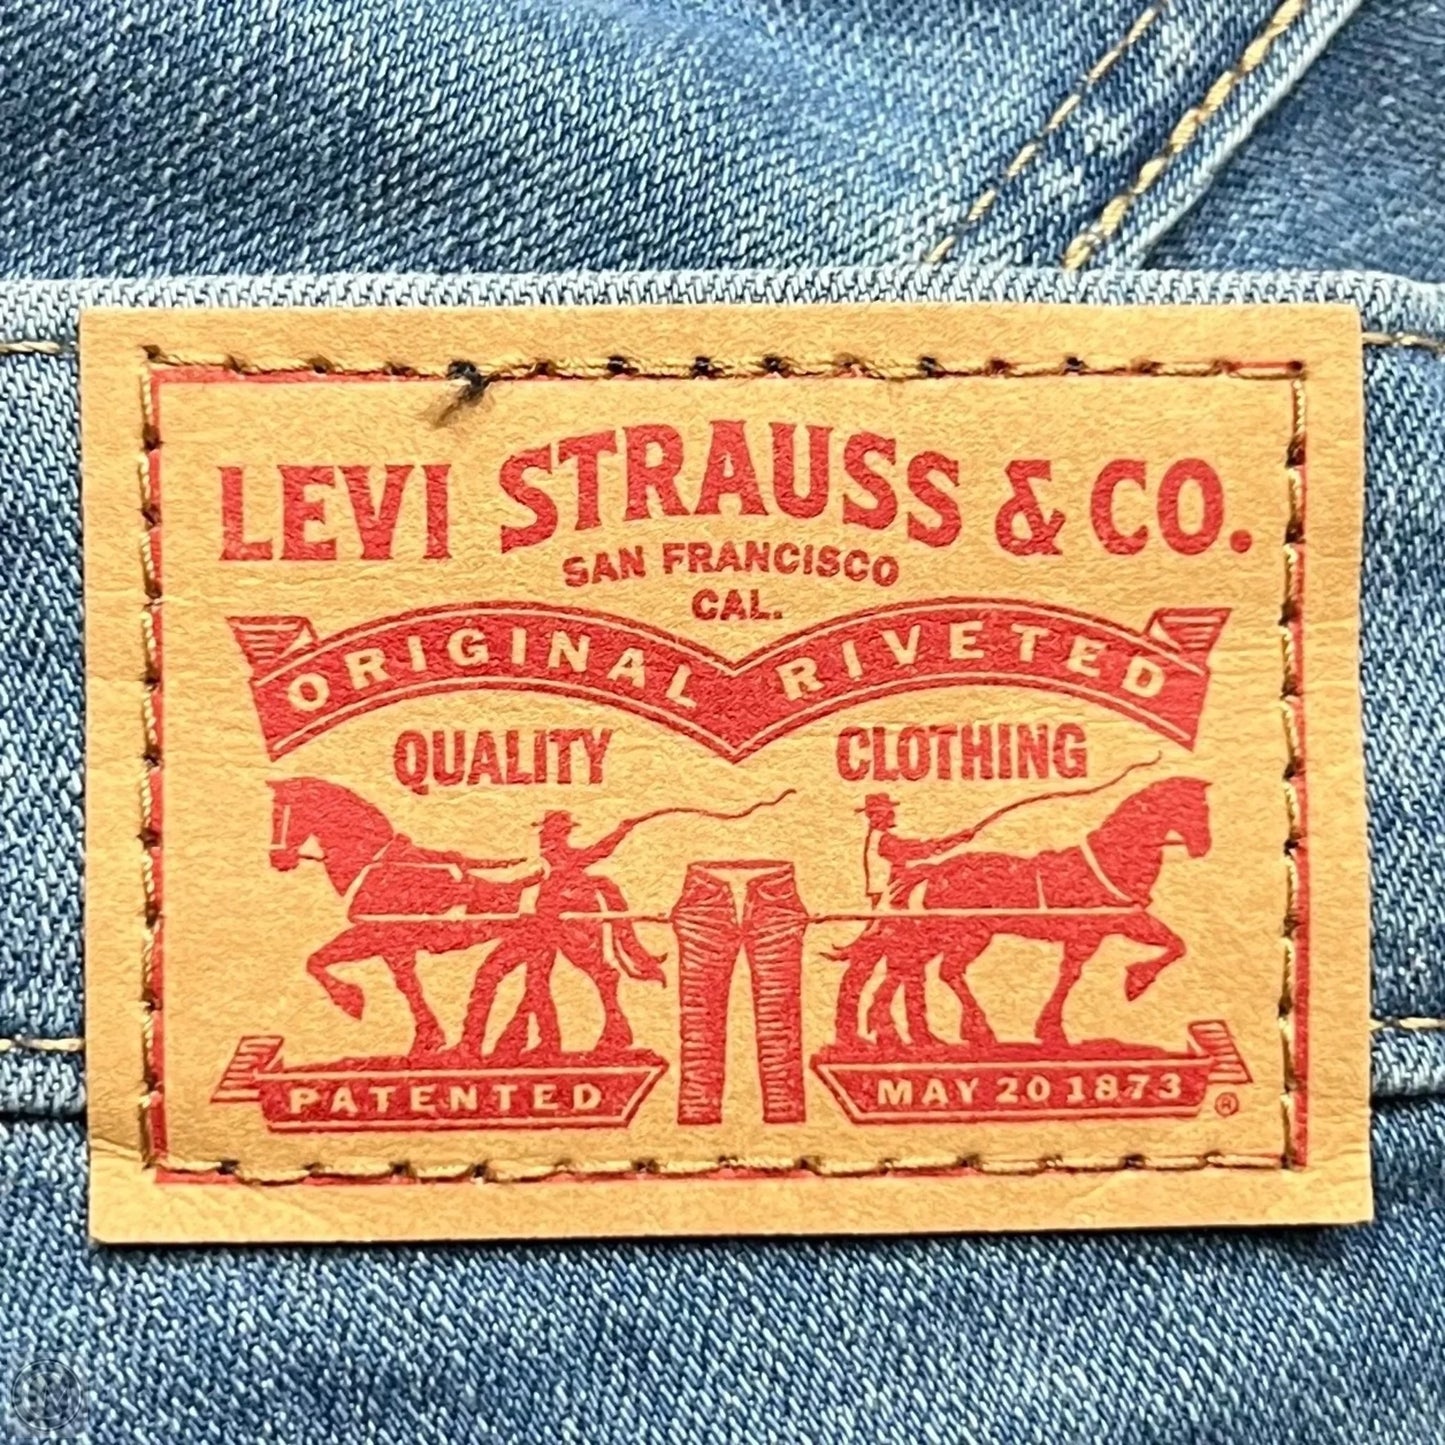 LEVI STRAUSS & CO.
SAN FRANCISCO
CAL.
ORIGINAL RIVETED
QUALITY CLOTHING
PATENTED MAY 20 1873 ®